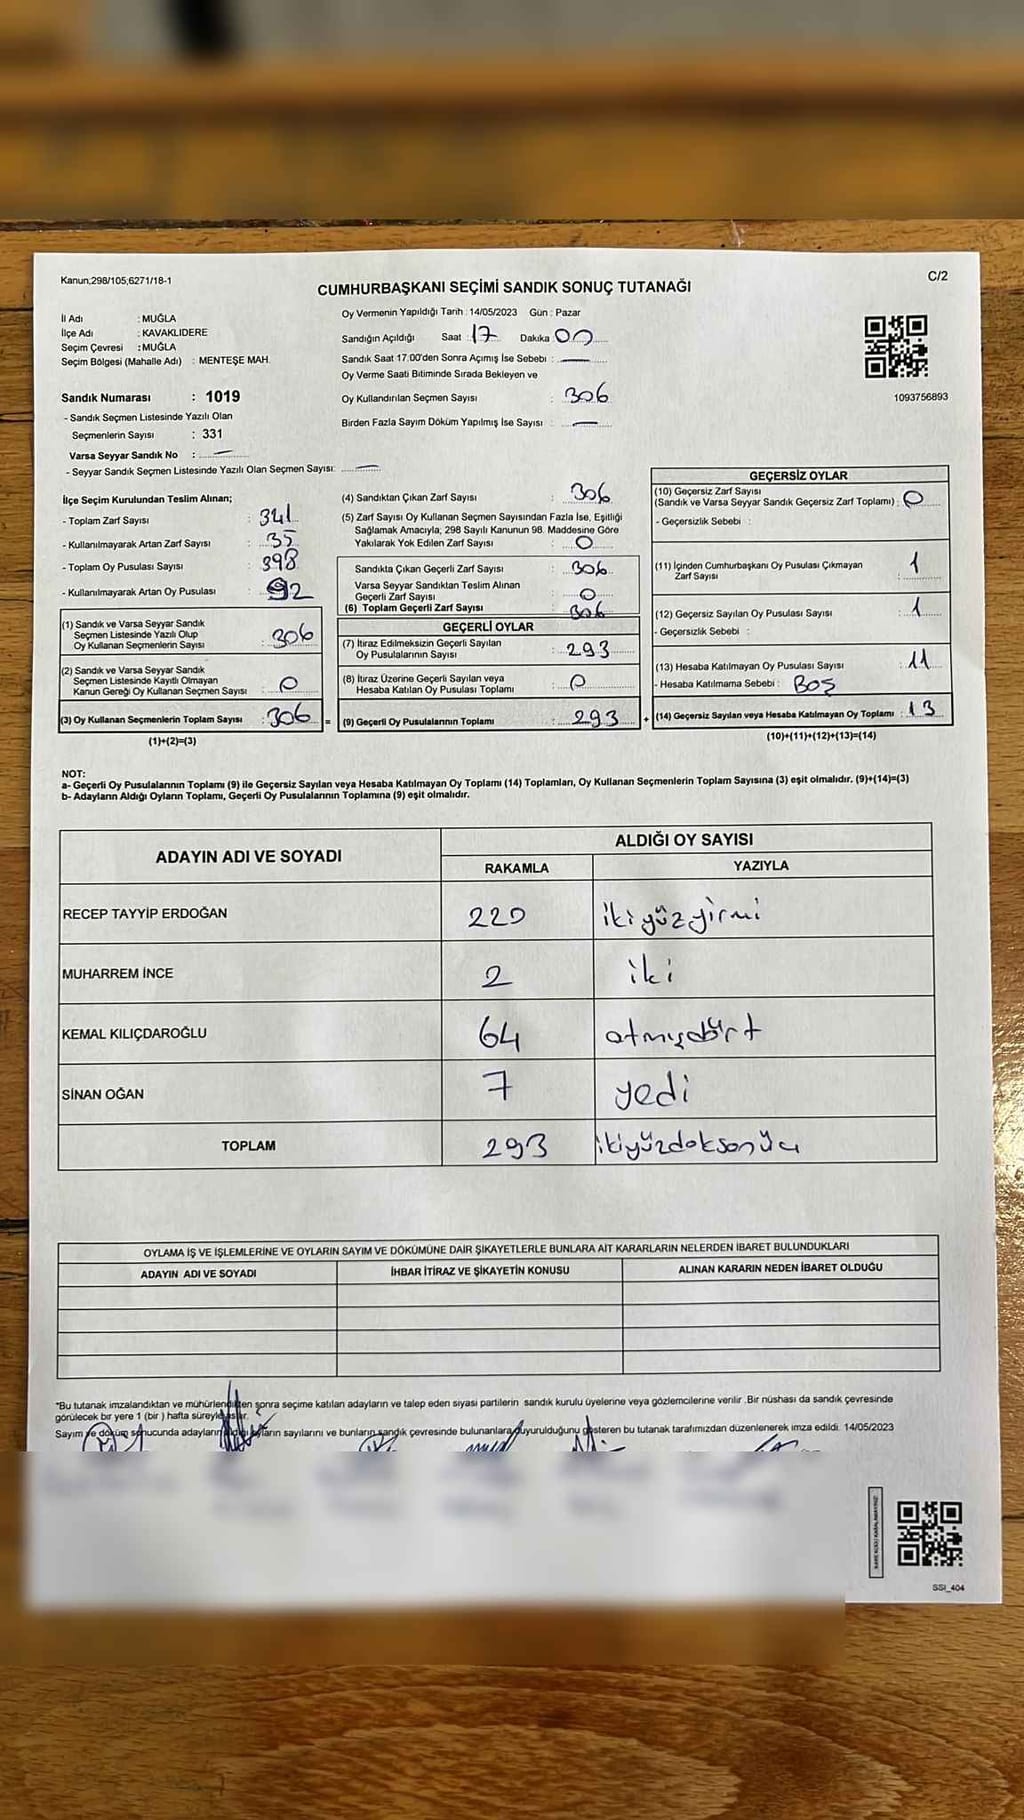 Kanun,298/105;6271/18-1
C/2
CUMHURBAŞKANI SEÇİMİ SANDIK SONUÇ TUTANAĞI
İl Adı : MUĞLA
İlçe Adı : KAVAKLIDERE
Seçim Çevresi : MUĞLA
Seçim Bölgesi (Mahalle Adı) : MENTEŞE MAH.
Sandık Numarası : 1019
- Sandık Seçmen Listesinde Yazılı Olan
Seçmenlerin Sayısı : 331
Varsa Seyyar Sandık No : —
- Seyyar Sandık Seçmen Listesinde Yazılı Olan Seçmen Sayısı: —
Oy Vermenin Yapıldığı Tarih : 14/05/2023 Gün : Pazar
Sandığın Açıldığı Saat : 17 Dakika 00
Sandık Saat 17.00'den Sonra Açımış İse Sebebi : —
Oy Verme Saati Bitiminde Sırada Bekleyen ve
Oy Kullandırılan Seçmen Sayısı : 306
Birden Fazla Sayım Döküm Yapılmış İse Sayısı : —
1093756893
İlçe Seçim Kurulundan Teslim Alınan;
- Toplam Zarf Sayısı : 341
- Kullanılmayarak Artan Zarf Sayısı : 35
- Toplam Oy Pusulası Sayısı : 398
- Kullanılmayarak Artan Oy Pusulası : 92
(1) Sandık ve Varsa Seyyar Sandık
Seçmen Listesinde Yazılı Olup
Oy Kullanan Seçmenlerin Sayısı : 306
(2) Sandık ve Varsa Seyyar Sandık
Seçmen Listesinde Kayıtlı Olmayan
Kanun Gereği Oy Kullanan Seçmen Sayısı : 0
(3) Oy Kullanan Seçmenlerin Toplam Sayısı : 306 =
(1)+(2)=(3)
(4) Sandıktan Çıkan Zarf Sayısı : 306
(5) Zarf Sayısı Oy Kullanan Seçmen Sayısından Fazla İse, Eşitliği
Sağlamak Amacıyla, 298 Sayılı Kanunun 98. Maddesine Göre
Yakılarak Yok Edilen Zarf Sayısı : 0
Sandıkta Çıkan Geçerli Zarf Sayısı : 306
Varsa Seyyar Sandıktan Teslim Alınan
Geçerli Zarf Sayısı : 0
(6) Toplam Geçerli Zarf Sayısı : 306
GEÇERLİ OYLAR
(7) İtiraz Edilmeksizin Geçerli Sayılan
Oy Pusulalarının Sayısı : 293
(8) İtiraz Üzerine Geçerli Sayılan veya
Hesaba Katılan Oy Pusulası Toplamı : 0
(9) Geçerli Oy Pusulalarının Toplamı : 293 +
GEÇERSİZ OYLAR
(10) Geçersiz Zarf Sayısı
(Sandık ve Varsa Seyyar Sandık Geçersiz Zarf Toplamı) : 0
- Geçersizlik Sebebi :
(11) İçinden Cumhurbaşkanı Oy Pusulası Çıkmayan
Zarf Sayısı : 1
(12) Geçersiz Sayılan Oy Pusulası Sayısı : 1
- Geçersizlik Sebebi :
(13) Hesaba Katılmayan Oy Pusulası Sayısı : 11
- Hesaba Katılmama Sebebi : BOŞ
(14) Geçersiz Sayılan veya Hesaba Katılmayan Oy Toplamı : 13
(10)+(11)+(12)+(13)=(14)
NOT:
a- Geçerli Oy Pusulalarının Toplamı (9) ile Geçersiz Sayılan veya Hesaba Katılmayan Oy Toplamı (14) Toplamları, Oy Kullanan Seçmenlerin Toplam Sayısına (3) eşit olmalıdır. (9)+(14)=(3)
b- Adayların Aldığı Oyların Toplamı, Geçerli Oy Pusulalarının Toplamına (9) eşit olmalıdır.
ADAYIN ADI VE SOYADI
ALDIĞI OY SAYISI
RAKAMLA YAZIYLA
RECEP TAYYİP ERDOĞAN 220 ikiyüzyirmi
MUHARREM İNCE 2 iki
KEMAL KILIÇDAROĞLU 64 atmışdört
SİNAN OĞAN 7 yedi
TOPLAM 293 ikiyüzdoksanüç
OYLAMA İŞ VE İŞLEMLERİNE VE OYLARIN SAYIM VE DÖKÜMÜNE DAİR ŞİKAYETLERLE BUNLARA AİT KARARLARIN NELERDEN İBARET BULUNDUKLARI
ADAYIN ADI VE SOYADI İHBAR İTİRAZ VE ŞİKAYETİN KONUSU ALINAN KARARIN NEDEN İBARET OLDUĞU
*Bu tutanak imzalandıktan ve mühürlendikten sonra seçime katılan adayların ve talep eden siyasi partilerin sandık kurulu üyelerine veya gözlemcilerine verilir. Bir nüshası da sandık çevresinde
görülecek bir yere 1 (bir) hafta süreyle asılır.
Sayım ve döküm sonucunda adayların aldığı oyların sayılarını ve bunların sandık çevresinde bulunanlara duyurulduğunu gösteren bu tutanak tarafımızdan düzenlenerek imza edildi. 14/05/2023
SSI_404